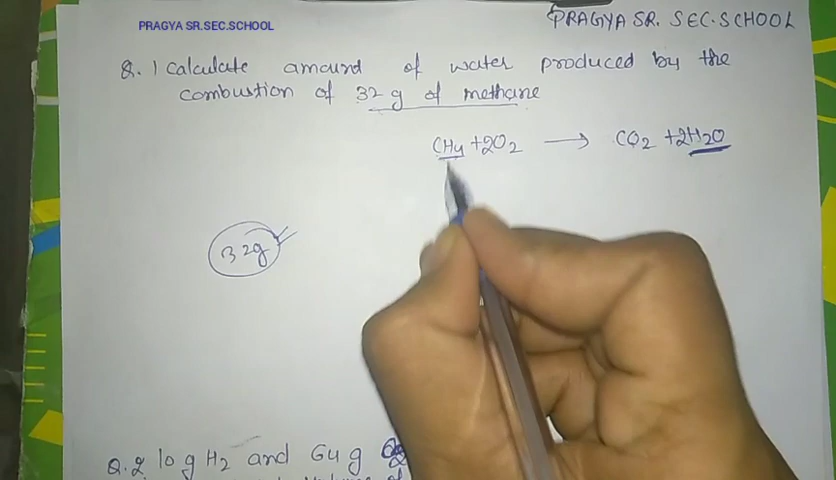 PRAGYA SR.SEC.SCHOOL
PRAGYA SR. SEC. SCHOOL
Q. 1 Calculate amount of water produced by the
combustion of 32 g of methane
CH4 + 2O2 → CO2 + 2H2O
32g
Q. 2 10 g H2 and 64 g